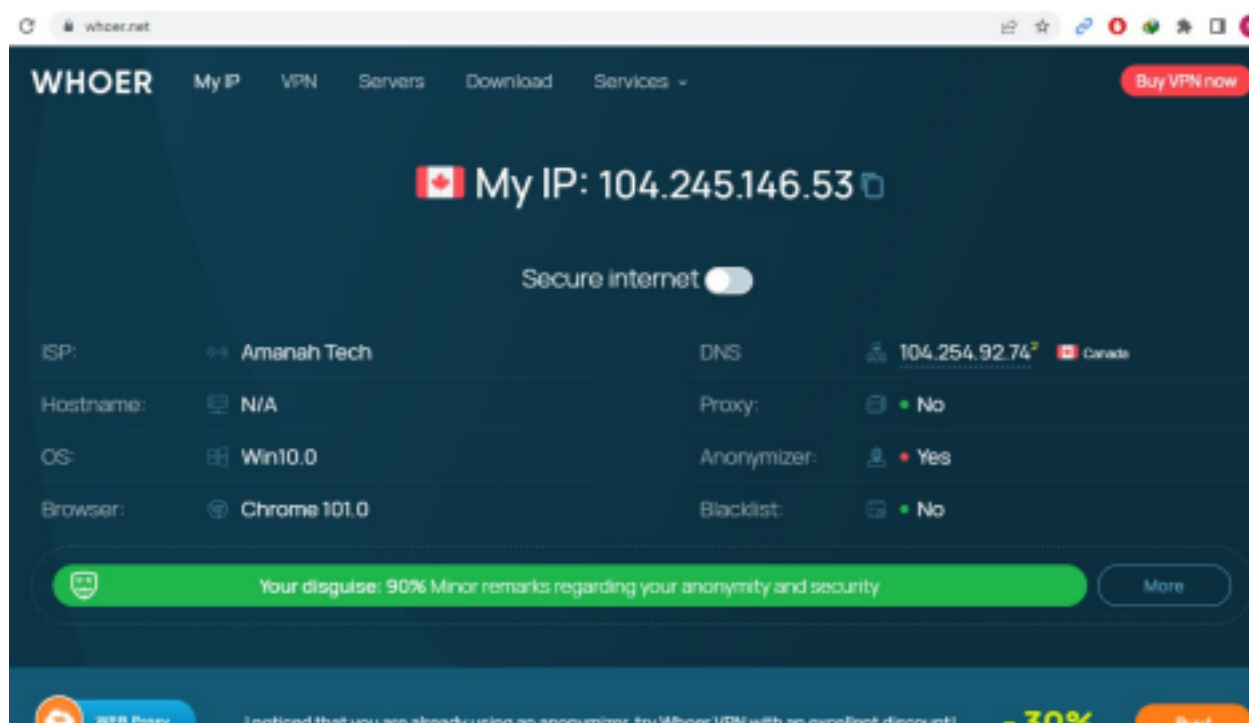 whoer.net
WHOER My IP VPN Servers Download Services Buy VPN now
My IP: 104.245.146.53
Secure internet
ISP: Amanah Tech DNS 104.254.92.74² Canada
Hostname: N/A Proxy: No
OS: Win10.0 Anonymizer: Yes
Browser: Chrome 101.0 Blacklist: No
Your disguise: 90% Minor remarks regarding your anonymity and security More
WEB Proxy I noticed that you are already using an anonymizer, try Whoer VPN with an excellent discount! - 30%